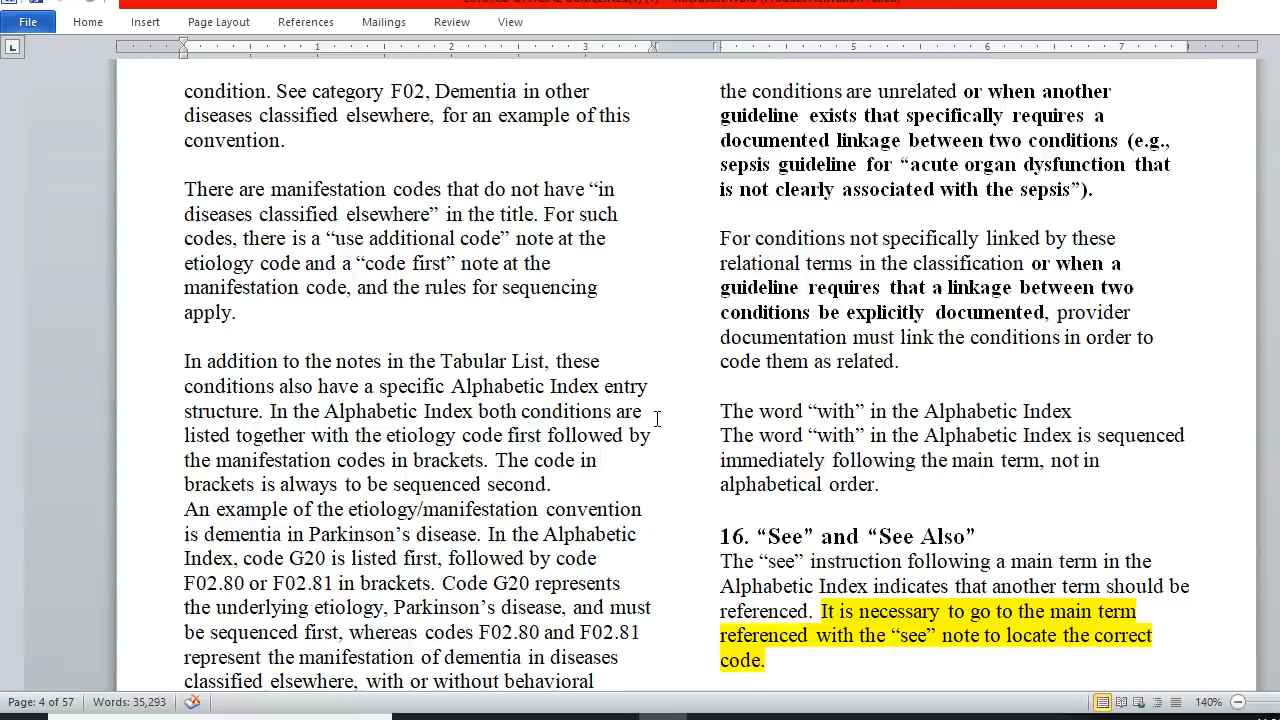 File Home Insert Page Layout References Mailings Review View
1 2 3 5 6 7
condition. See category F02, Dementia in other
diseases classified elsewhere, for an example of this
convention.
There are manifestation codes that do not have “in
diseases classified elsewhere” in the title. For such
codes, there is a “use additional code” note at the
etiology code and a “code first” note at the
manifestation code, and the rules for sequencing
apply.
In addition to the notes in the Tabular List, these
conditions also have a specific Alphabetic Index entry
structure. In the Alphabetic Index both conditions are
listed together with the etiology code first followed by
the manifestation codes in brackets. The code in
brackets is always to be sequenced second.
An example of the etiology/manifestation convention
is dementia in Parkinson’s disease. In the Alphabetic
Index, code G20 is listed first, followed by code
F02.80 or F02.81 in brackets. Code G20 represents
the underlying etiology, Parkinson’s disease, and must
be sequenced first, whereas codes F02.80 and F02.81
represent the manifestation of dementia in diseases
classified elsewhere, with or without behavioral
the conditions are unrelated or when another
guideline exists that specifically requires a
documented linkage between two conditions (e.g.,
sepsis guideline for “acute organ dysfunction that
is not clearly associated with the sepsis”).
For conditions not specifically linked by these
relational terms in the classification or when a
guideline requires that a linkage between two
conditions be explicitly documented, provider
documentation must link the conditions in order to
code them as related.
The word “with” in the Alphabetic Index
The word “with” in the Alphabetic Index is sequenced
immediately following the main term, not in
alphabetical order.
16. “See” and “See Also”
The “see” instruction following a main term in the
Alphabetic Index indicates that another term should be
referenced. It is necessary to go to the main term
referenced with the “see” note to locate the correct
code.
Page: 4 of 57 Words: 35,293 140%